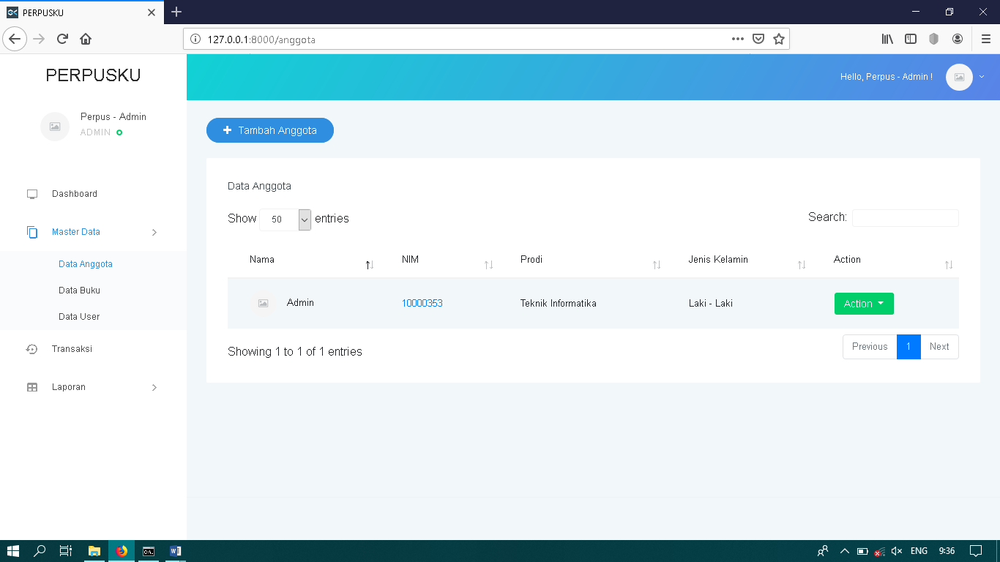 PERPUSKU
127.0.0.1:8000/anggota
PERPUSKU
Hello, Perpus - Admin !
Perpus - Admin
ADMIN
Tambah Anggota
Dashboard
Master Data
Data Anggota
Data Buku
Data User
Transaksi
Laporan
Data Anggota
Show 50 entries
Search:
Nama NIM Prodi Jenis Kelamin Action
Admin 10000353 Teknik Informatika Laki - Laki Action
Showing 1 to 1 of 1 entries
Previous 1 Next
ENG 9:36